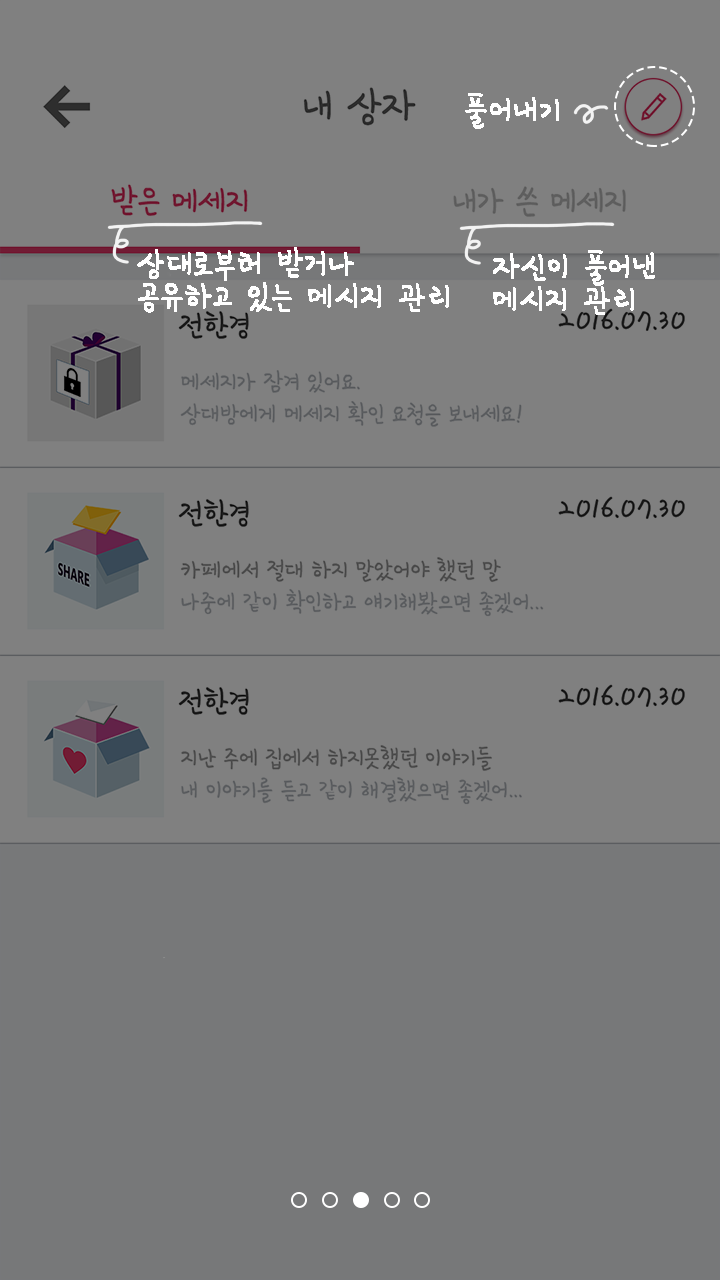 내 상자
풀어내기
받은 메세지
내가 쓴 메세지
상대로부혀 받거나
공유하고 있는 메시지 관리
자신이 풀어낸
메시지 관리
전한경
2016.07.30
메세지가 잠겨 있어요.
상대방에게 메세지 확인 요청을 보내세요!
SHARE
전한경
2016.07.30
카페에서 절대 하지 말았어야 했던 말
나중에 같이 확인하고 얘기해봤으면 좋겠어...
전한경
2016.07.30
지난 주에 집에서 하지못했던 이야기들
내 이야기를 듣고 같이 해결했으면 좋겠어...